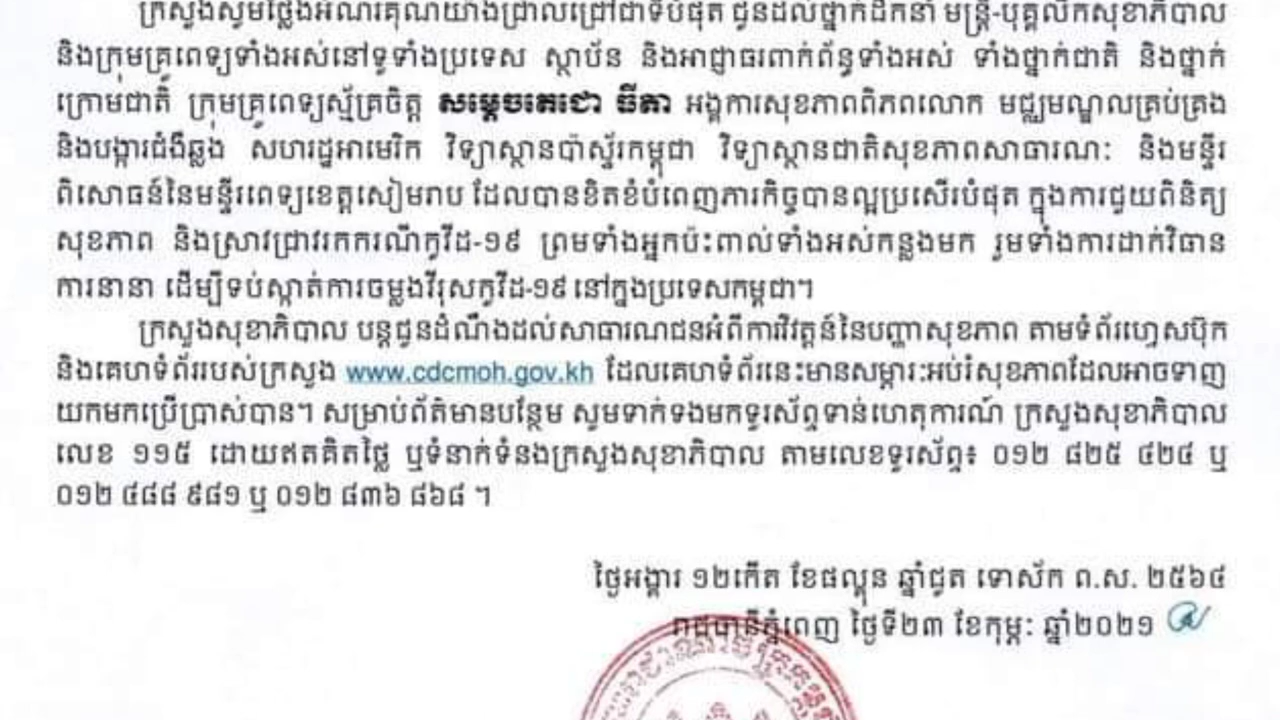 ក្រសួងសូមថ្លែងអំណរគុណយ៉ាងជ្រាលជ្រៅជាទីបំផុត ជូនដល់ថ្នាក់ដឹកនាំ មន្ត្រី-បុគ្គលិកសុខាភិបាល
និងក្រុមគ្រូពេទ្យទាំងអស់នៅទូទាំងប្រទេស ស្ថាប័ន និងអាជ្ញាធរពាក់ព័ន្ធទាំងអស់ ទាំងថ្នាក់ជាតិ និងថ្នាក់
ក្រោមជាតិ ក្រុមគ្រូពេទ្យស្ម័គ្រចិត្ត សម្តេចតេជោ ធីតា អង្គការសុខភាពពិភពលោក មជ្ឈមណ្ឌលគ្រប់គ្រង
និងបង្ការជំងឺឆ្លង សហរដ្ឋអាមេរិក វិទ្យាស្ថានប៉ាស្ទ័រកម្ពុជា វិទ្យាស្ថានជាតិសុខភាពសាធារណៈ និងមន្ទីរ
ពិសោធន៍នៃមន្ទីរពេទ្យខេត្តសៀមរាប ដែលបានខិតខំបំពេញភារកិច្ចបានល្អប្រសើរបំផុត ក្នុងការជួយពិនិត្យ
សុខភាព និងស្រាវជ្រាវរកករណីកូវីដ-១៩ ព្រមទាំងអ្នកប៉ះពាល់ទាំងអស់កន្លងមក រួមទាំងការដាក់វិធាន
ការនានា ដើម្បីទប់ស្កាត់ការចម្លងវីរុសកូវីដ-១៩ នៅក្នុងប្រទេសកម្ពុជា។
ក្រសួងសុខាភិបាល បន្តជូនដំណឹងដល់សាធារណជនអំពីការវិវត្តន៍នៃបញ្ហាសុខភាព តាមទំព័រហ្វេសប៊ុក
និងគេហទំព័ររបស់ក្រសួង www.cdcmoh.gov.kh ដែលគេហទំព័រនេះមានសម្ភារៈអប់រំសុខភាពដែលអាចទាញ
យកមកប្រើប្រាស់បាន។ សម្រាប់ព័ត៌មានបន្ថែម សូមទាក់ទងមកទូរស័ព្ទទាន់ហេតុការណ៍ ក្រសួងសុខាភិបាល
លេខ ១១៥ ដោយឥតគិតថ្លៃ ឬទំនាក់ទំនងក្រសួងសុខាភិបាល តាមលេខទូរស័ព្ទ៖ ០១២ ៨២៥ ៤២៤ ឬ
០១២ ៤៨៨ ៩៨១ ឬ ០១២ ៨៣៦ ៨៦៨ ។
ថ្ងៃអង្គារ ១២កើត ខែផល្គុន ឆ្នាំជូត ទោស័ក ព.ស. ២៥៦៤
រាជធានីភ្នំពេញ ថ្ងៃទី២៣ ខែកុម្ភៈ ឆ្នាំ២០២១